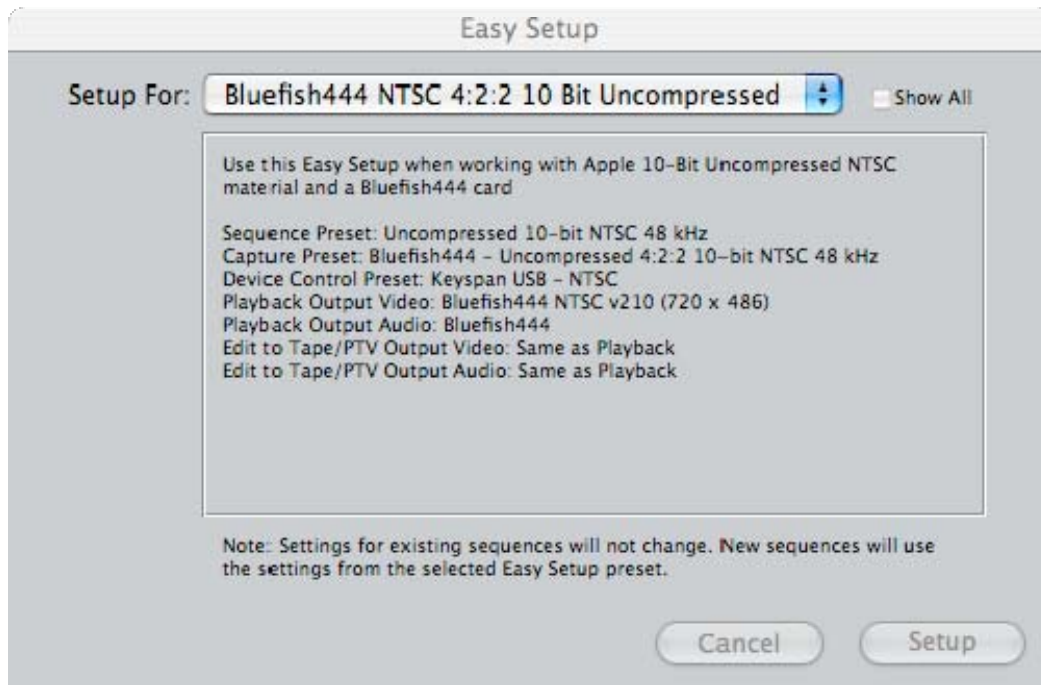 Easy Setup
Setup For: Bluefish444 NTSC 4:2:2 10 Bit Uncompressed Show All
Use this Easy Setup when working with Apple 10-Bit Uncompressed NTSC
material and a Bluefish444 card
Sequence Preset: Uncompressed 10-bit NTSC 48 kHz
Capture Preset: Bluefish444 - Uncompressed 4:2:2 10-bit NTSC 48 kHz
Device Control Preset: Keyspan USB - NTSC
Playback Output Video: Bluefish444 NTSC v210 (720 x 486)
Playback Output Audio: Bluefish444
Edit to Tape/PTV Output Video: Same as Playback
Edit to Tape/PTV Output Audio: Same as Playback
Note: Settings for existing sequences will not change. New sequences will use
the settings from the selected Easy Setup preset.
Cancel Setup